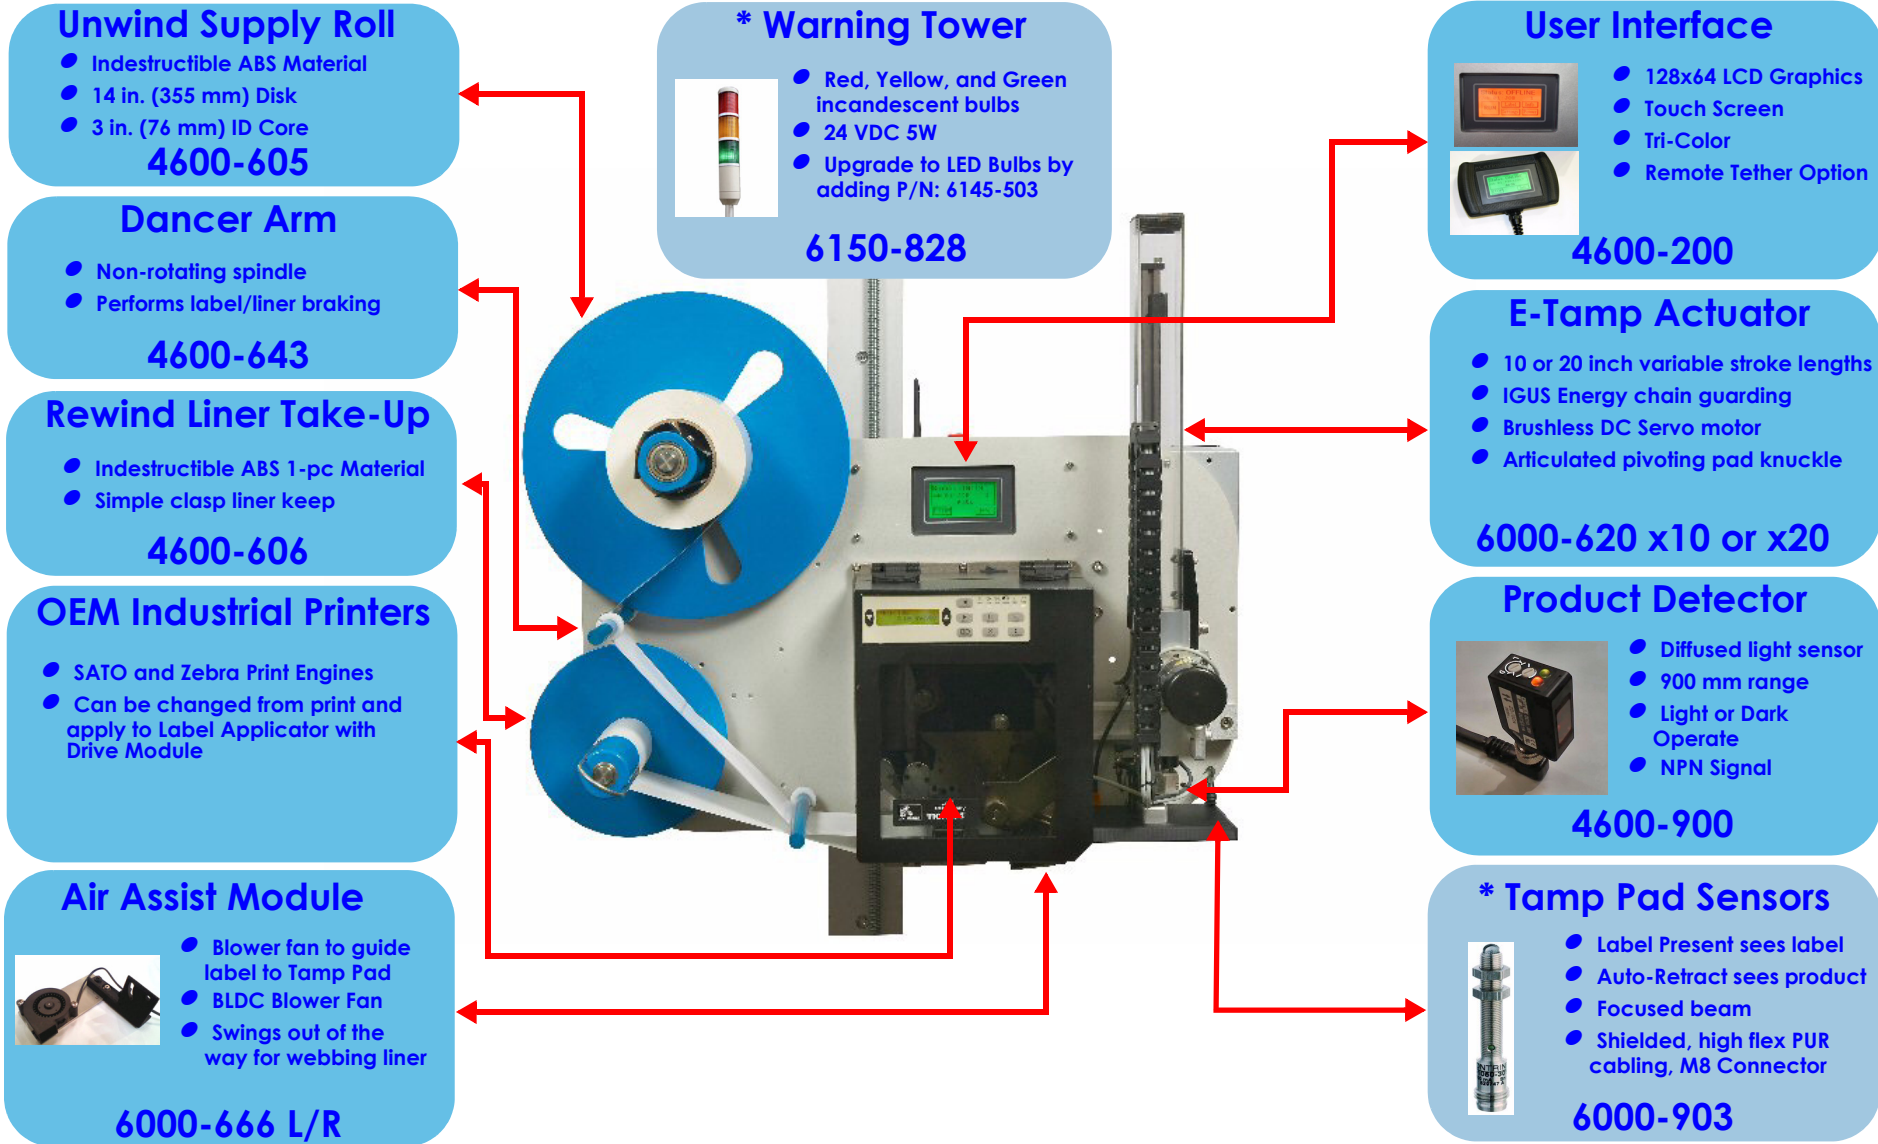 Unwind Supply Roll
Indestructible ABS Material
14 in. (355 mm) Disk
3 in. (76 mm) ID Core
4600-605
Dancer Arm
Non-rotating spindle
Performs label/liner braking
4600-643
Rewind Liner Take-Up
Indestructible ABS 1-pc Material
Simple clasp liner keep
4600-606
OEM Industrial Printers
SATO and Zebra Print Engines
Can be changed from print and
apply to Label Applicator with
Drive Module
Air Assist Module
Blower fan to guide
label to Tamp Pad
BLDC Blower Fan
Swings out of the
way for webbing liner
6000-666 L/R
* Warning Tower
Red, Yellow, and Green
incandescent bulbs
24 VDC 5W
Upgrade to LED Bulbs by
adding P/N: 6145-503
6150-828
User Interface
128x64 LCD Graphics
Touch Screen
Tri-Color
Remote Tether Option
4600-200
E-Tamp Actuator
10 or 20 inch variable stroke lengths
IGUS Energy chain guarding
Brushless DC Servo motor
Articulated pivoting pad knuckle
6000-620 x10 or x20
Product Detector
Diffused light sensor
900 mm range
Light or Dark
Operate
NPN Signal
4600-900
* Tamp Pad Sensors
Label Present sees label
Auto-Retract sees product
Focused beam
Shielded, high flex PUR
cabling, M8 Connector
6000-903